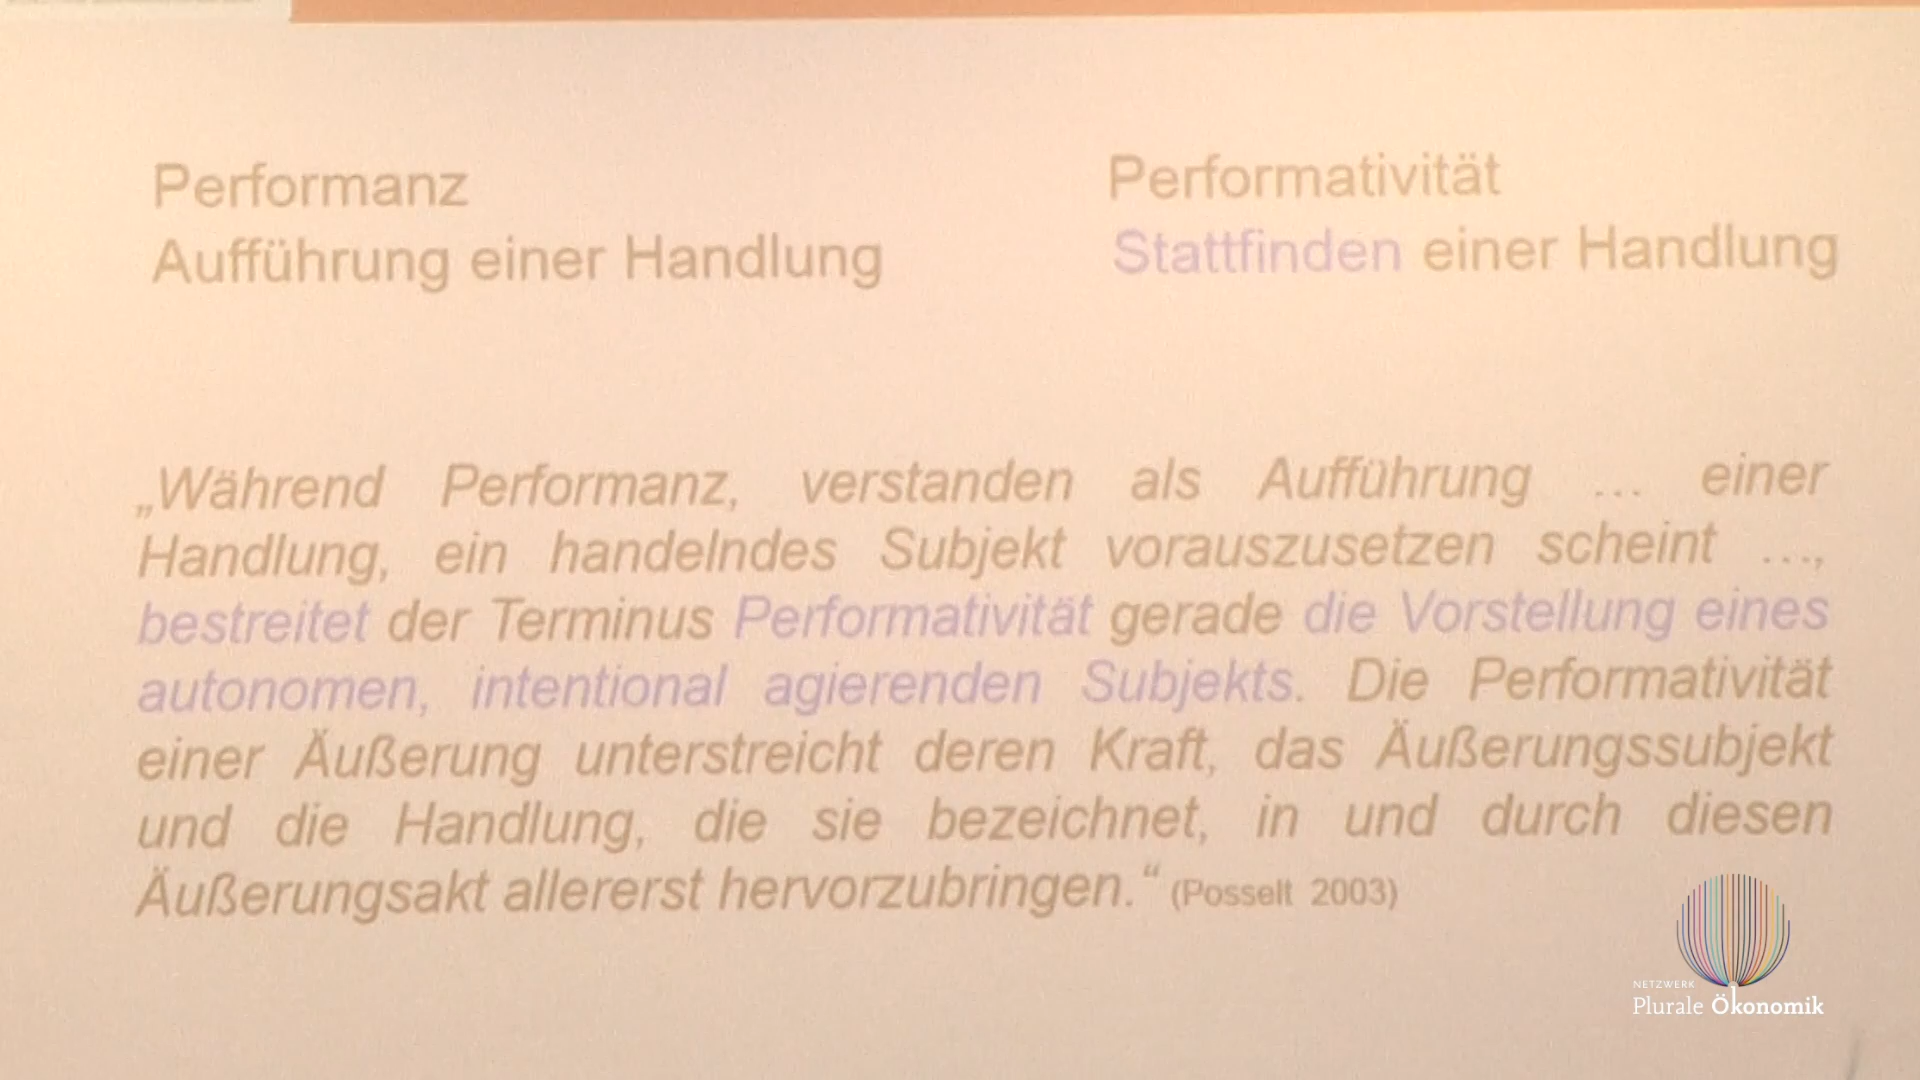 Performanz
Aufführung einer Handlung
Performativität
Stattfinden einer Handlung
„Während Performanz, verstanden als Aufführung … einer
Handlung, ein handelndes Subjekt vorauszusetzen scheint …,
bestreitet der Terminus Performativität gerade die Vorstellung eines
autonomen, intentional agierenden Subjekts. Die Performativität
einer Äußerung unterstreicht deren Kraft, das Äußerungssubjekt
und die Handlung, die sie bezeichnet, in und durch diesen
Äußerungsakt allererst hervorzubringen.“ (Posselt 2003)
NETZWERK
Plurale Ökonomik